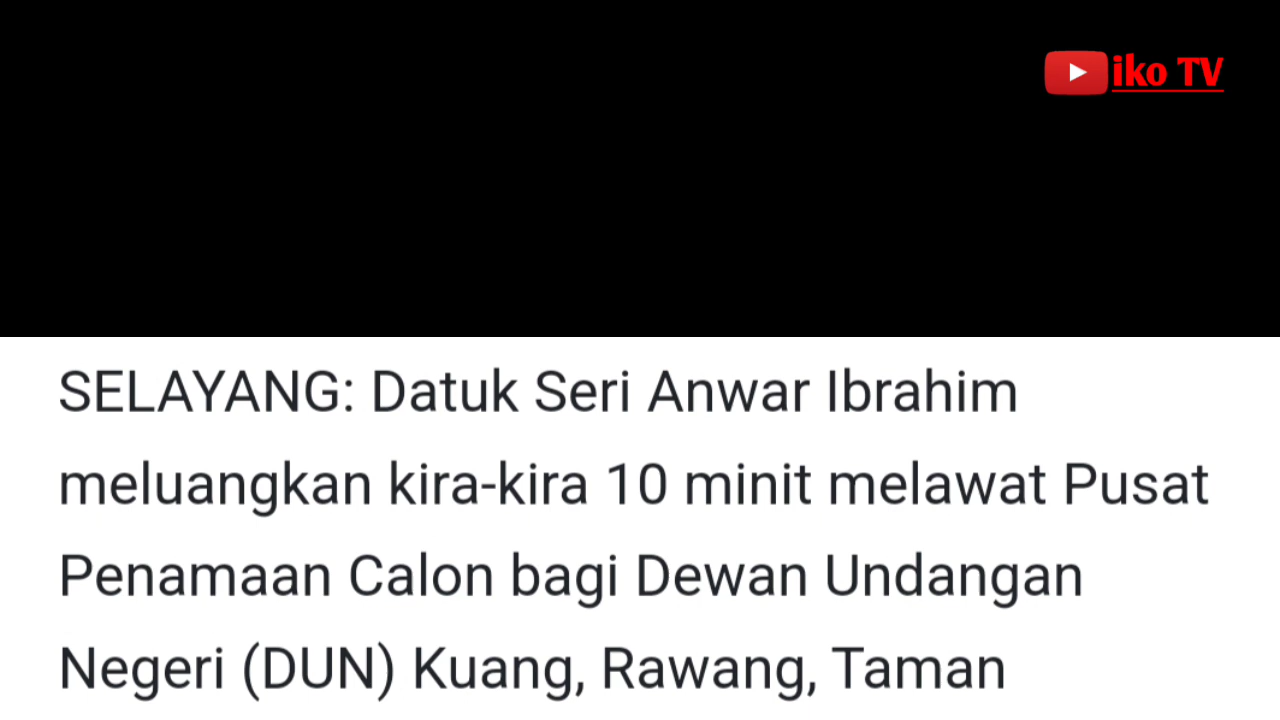 iko TV
SELAYANG: Datuk Seri Anwar Ibrahim
meluangkan kira-kira 10 minit melawat Pusat
Penamaan Calon bagi Dewan Undangan
Negeri (DUN) Kuang, Rawang, Taman